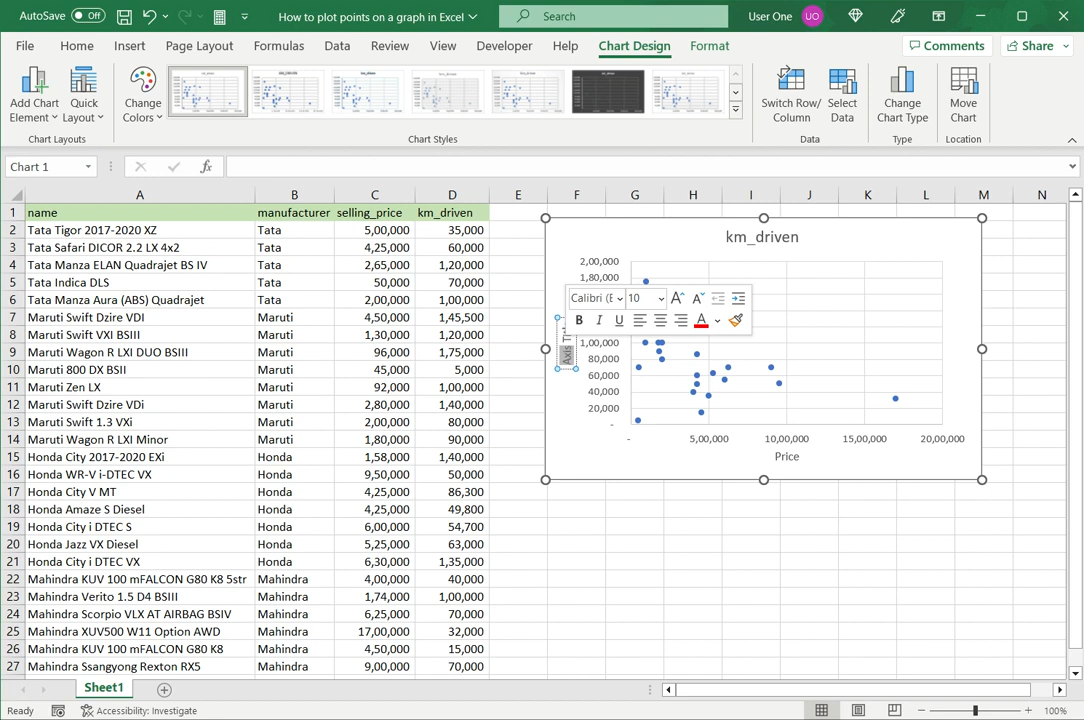 AutoSave Off How to plot points on a graph in Excel Search User One UO
File Home Insert Page Layout Formulas Data Review View Developer Help Chart Design Format Comments Share
Add Chart Element Quick Layout Change Colors Switch Row/ Column Select Data Change Chart Type Move Chart
Chart Layouts Chart Styles Data Type Location
Chart 1 fx
A B C D E F G H I J K L M N
1 name manufacturer selling_price km_driven
2 Tata Tigor 2017-2020 XZ Tata 5,00,000 35,000
3 Tata Safari DICOR 2.2 LX 4x2 Tata 4,25,000 60,000
4 Tata Manza ELAN Quadrajet BS IV Tata 2,65,000 1,20,000
5 Tata Indica DLS Tata 50,000 70,000
6 Tata Manza Aura (ABS) Quadrajet Tata 2,00,000 1,00,000
7 Maruti Swift Dzire VDI Maruti 4,50,000 1,45,500
8 Maruti Swift VXI BSIII Maruti 1,30,000 1,20,000
9 Maruti Wagon R LXI DUO BSIII Maruti 96,000 1,75,000
10 Maruti 800 DX BSII Maruti 45,000 5,000
11 Maruti Zen LX Maruti 92,000 1,00,000
12 Maruti Swift Dzire VDi Maruti 2,80,000 1,40,000
13 Maruti Swift 1.3 VXi Maruti 2,00,000 80,000
14 Maruti Wagon R LXI Minor Maruti 1,80,000 90,000
15 Honda City 2017-2020 EXi Honda 1,58,000 1,40,000
16 Honda WR-V i-DTEC VX Honda 9,50,000 50,000
17 Honda City V MT Honda 4,25,000 86,300
18 Honda Amaze S Diesel Honda 4,25,000 49,800
19 Honda City i DTEC S Honda 6,00,000 54,700
20 Honda Jazz VX Diesel Honda 5,25,000 63,000
21 Honda City i DTEC VX Honda 6,30,000 1,35,000
22 Mahindra KUV 100 mFALCON G80 K8 5str Mahindra 4,00,000 40,000
23 Mahindra Verito 1.5 D4 BSIII Mahindra 1,74,000 1,00,000
24 Mahindra Scorpio VLX AT AIRBAG BSIV Mahindra 6,25,000 70,000
25 Mahindra XUV500 W11 Option AWD Mahindra 17,00,000 32,000
26 Mahindra KUV 100 mFALCON G80 K8 Mahindra 4,50,000 15,000
27 Mahindra Ssangyong Rexton RX5 Mahindra 9,00,000 70,000
km_driven
2,00,000
1,80,000
Calibri (E 10 A A
B I U A
1,00,000
80,000
60,000
40,000
20,000
-
- 5,00,000 10,00,000 15,00,000 20,00,000
Price
Axis
Sheet1
Ready Accessibility: Investigate 100%